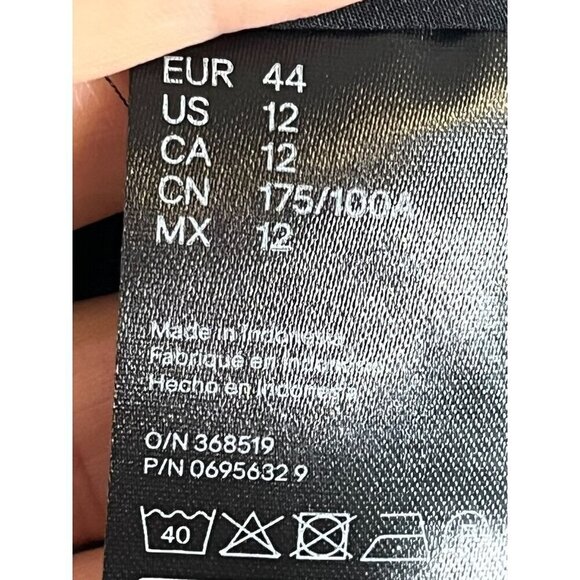 EUR 44
US 12
CA 12
CN 175/100A
MX 12
Made in Indonesia
Fabriqué en Indonésie
Hecho en Indonesia
O/N 368519
P/N 0695632 9
40